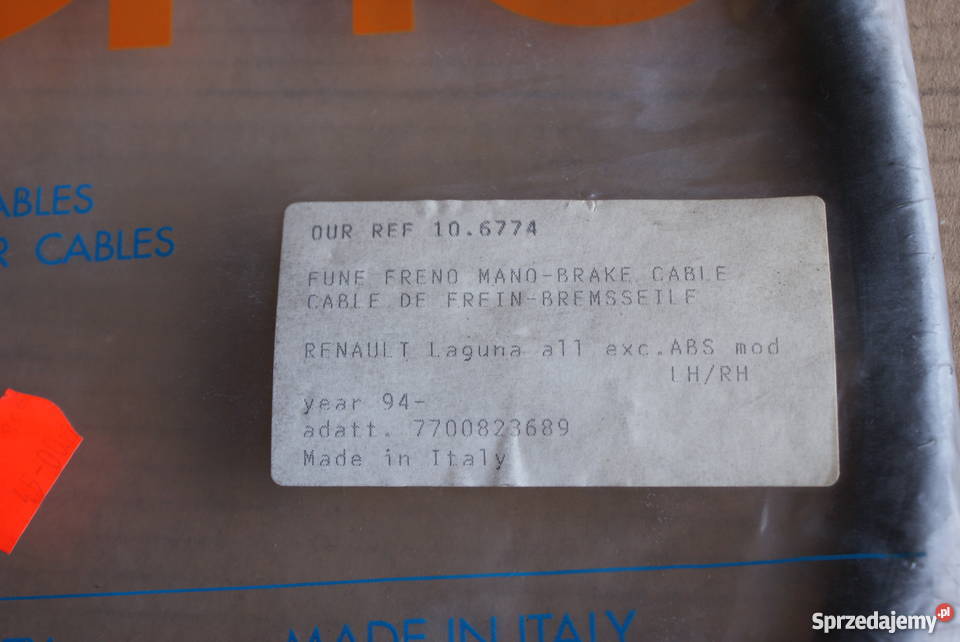 ABLES
R CABLES
OUR REF 10.6774
FUNE FRENO MANO-BRAKE CABLE
CABLE DE FREIN-BREMSSEILE
RENAULT Laguna all exc.ABS mod
LH/RH
year 94-
adatt. 7700823689
Made in Italy
MADE IN ITALY
Sprzedajemy.pl